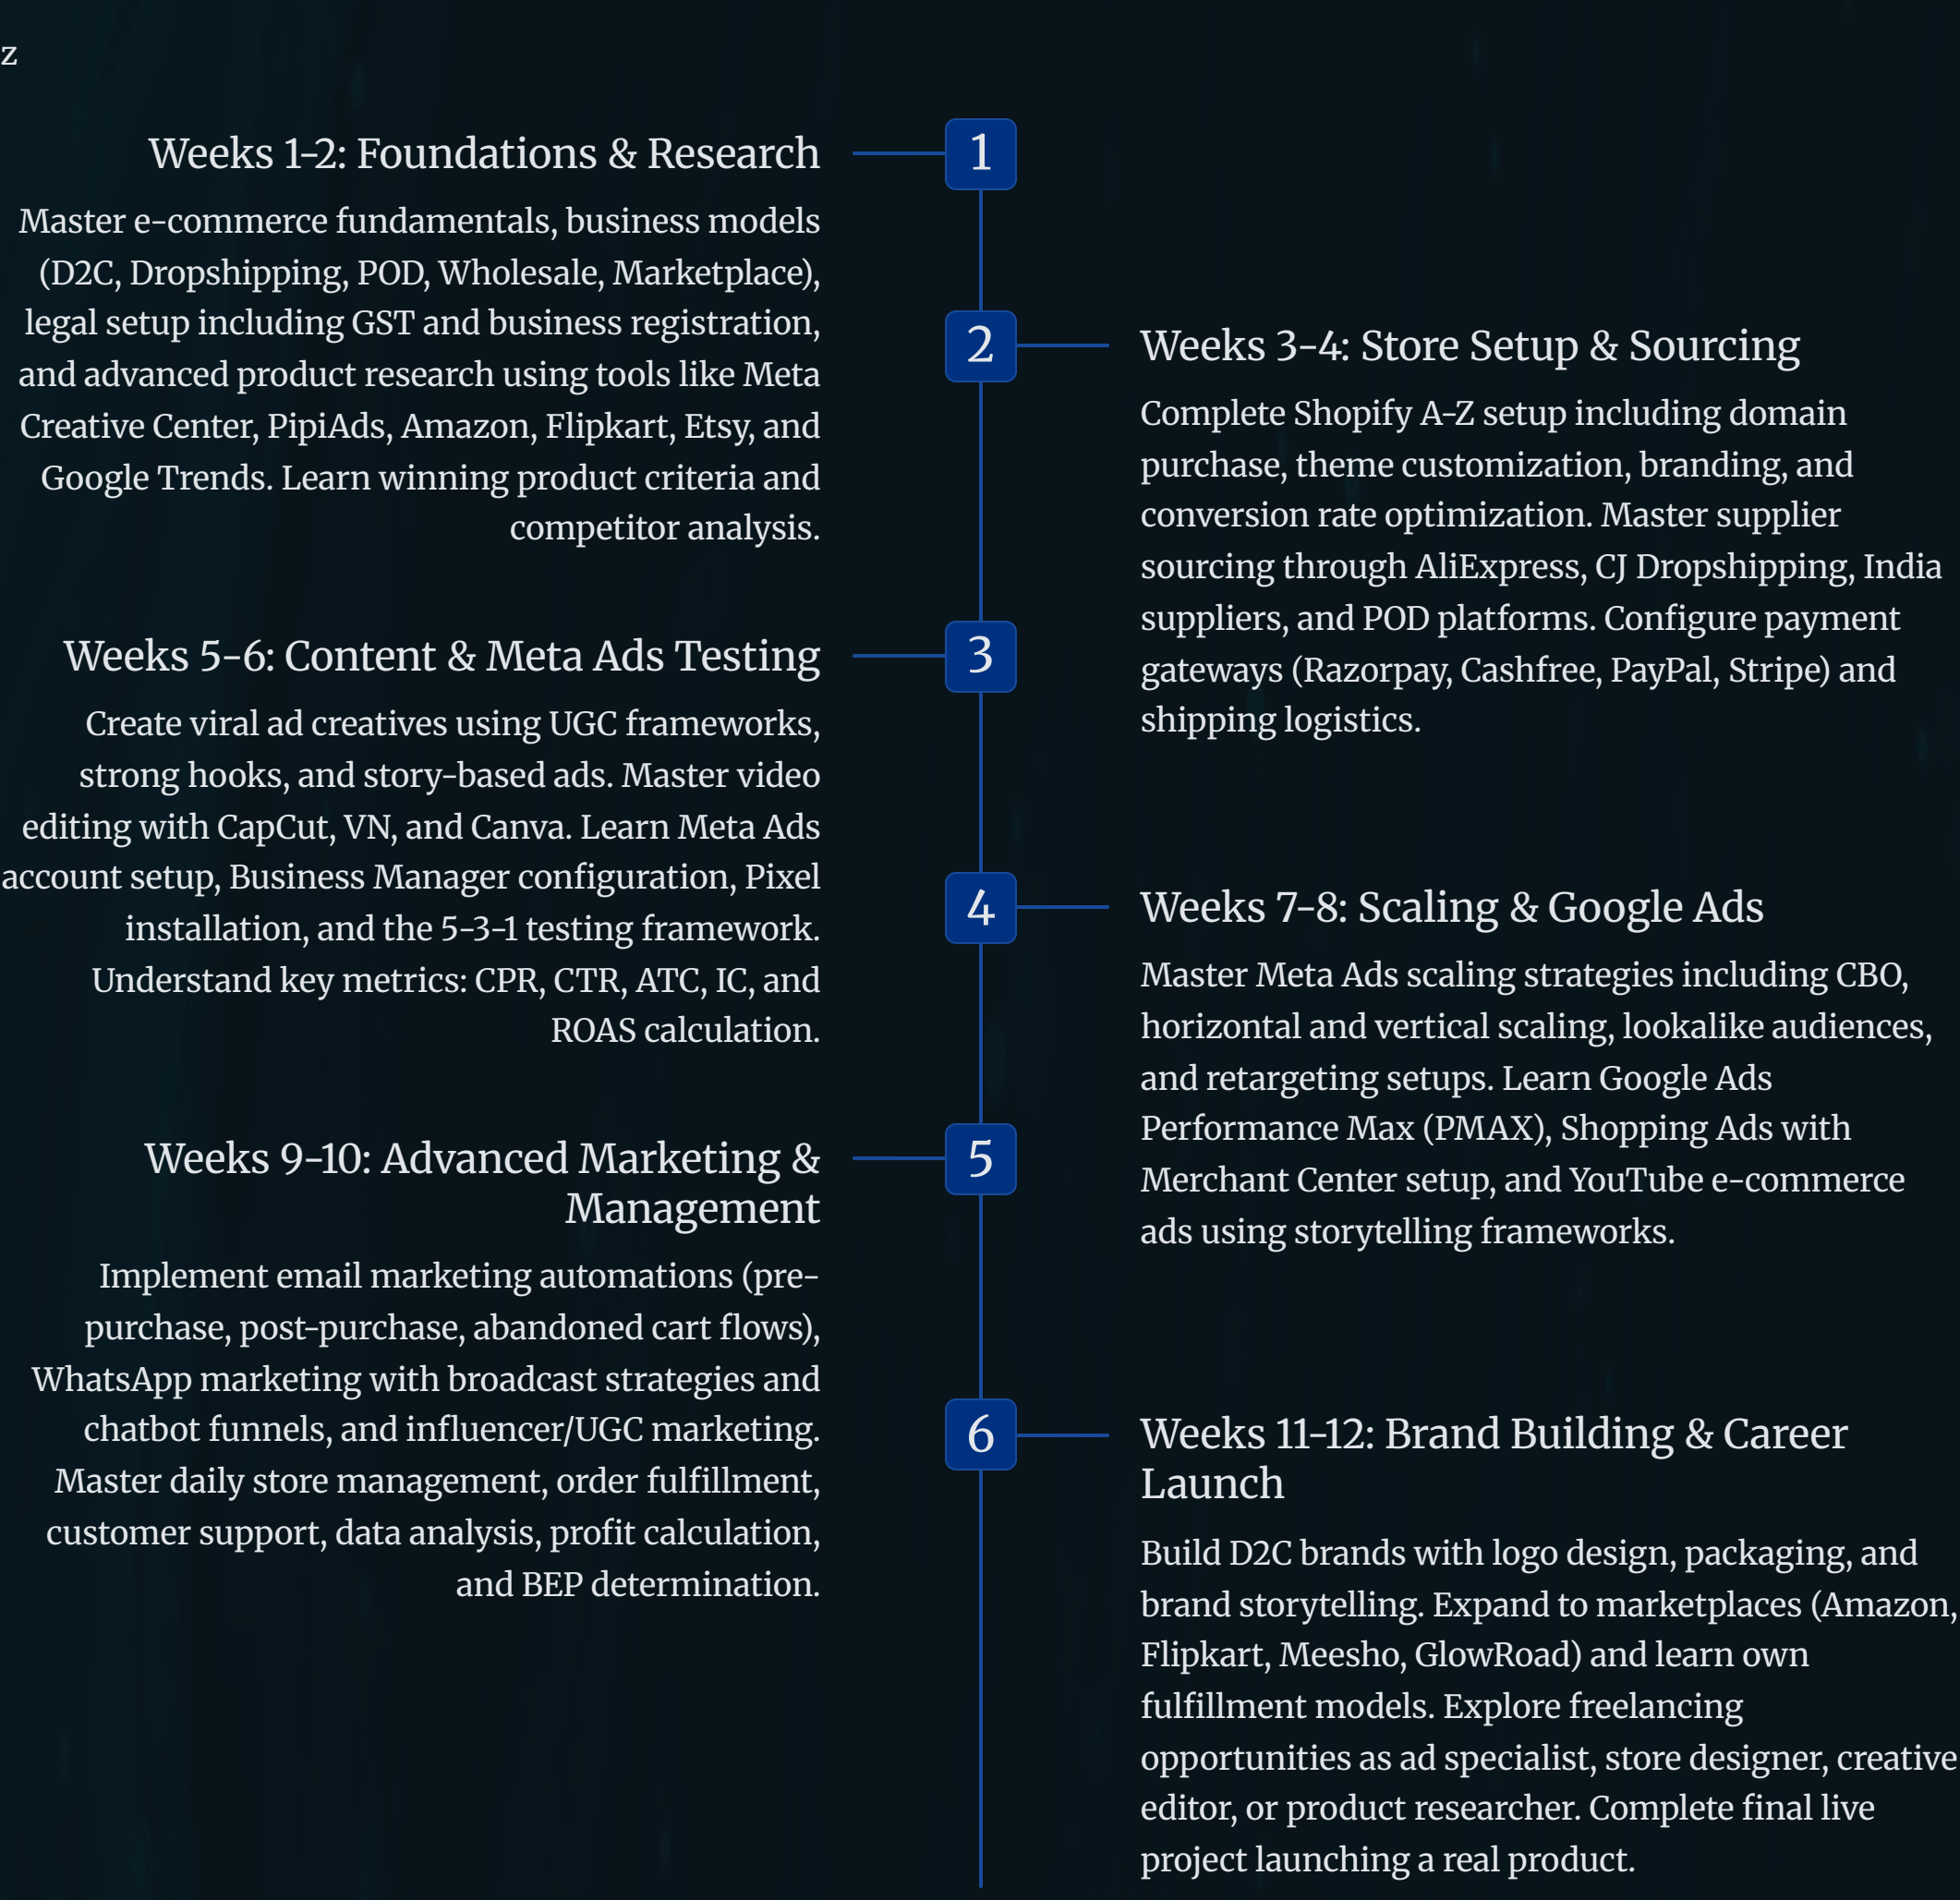 z
Weeks 1-2: Foundations & Research
1
Master e-commerce fundamentals, business models
(D2C, Dropshipping, POD, Wholesale, Marketplace),
legal setup including GST and business registration,
and advanced product research using tools like Meta
Creative Center, PipiAds, Amazon, Flipkart, Etsy, and
Google Trends. Learn winning product criteria and
competitor analysis.
2
Weeks 3-4: Store Setup & Sourcing
Complete Shopify A-Z setup including domain
purchase, theme customization, branding, and
conversion rate optimization. Master supplier
sourcing through AliExpress, CJ Dropshipping, India
suppliers, and POD platforms. Configure payment
gateways (Razorpay, Cashfree, PayPal, Stripe) and
shipping logistics.
Weeks 5-6: Content & Meta Ads Testing
3
Create viral ad creatives using UGC frameworks,
strong hooks, and story-based ads. Master video
editing with CapCut, VN, and Canva. Learn Meta Ads
account setup, Business Manager configuration, Pixel
installation, and the 5-3-1 testing framework.
Understand key metrics: CPR, CTR, ATC, IC, and
ROAS calculation.
4
Weeks 7-8: Scaling & Google Ads
Master Meta Ads scaling strategies including CBO,
horizontal and vertical scaling, lookalike audiences,
and retargeting setups. Learn Google Ads
Performance Max (PMAX), Shopping Ads with
Merchant Center setup, and YouTube e-commerce
ads using storytelling frameworks.
Weeks 9-10: Advanced Marketing &
Management
5
Implement email marketing automations (pre-
purchase, post-purchase, abandoned cart flows),
WhatsApp marketing with broadcast strategies and
chatbot funnels, and influencer/UGC marketing.
Master daily store management, order fulfillment,
customer support, data analysis, profit calculation,
and BEP determination.
6
Weeks 11-12: Brand Building & Career
Launch
Build D2C brands with logo design, packaging, and
brand storytelling. Expand to marketplaces (Amazon,
Flipkart, Meesho, GlowRoad) and learn own
fulfillment models. Explore freelancing
opportunities as ad specialist, store designer, creative
editor, or product researcher. Complete final live
project launching a real product.